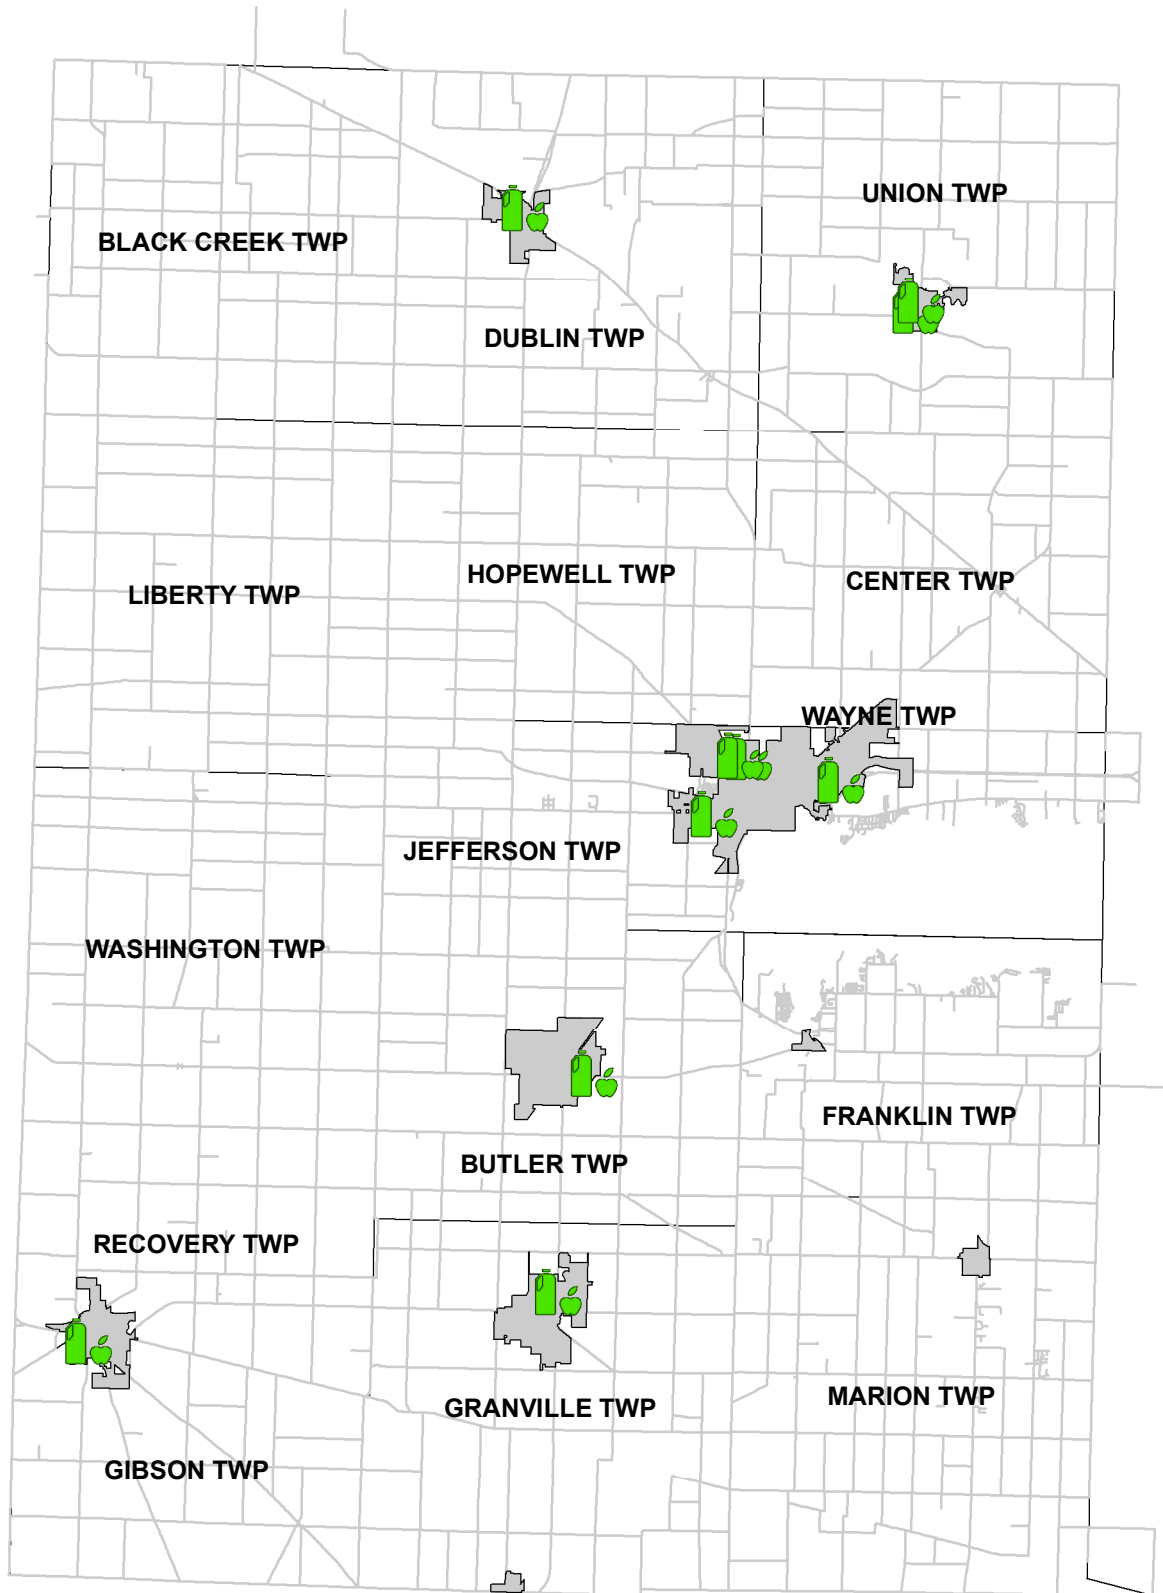 UNION TWP
BLACK CREEK TWP
DUBLIN TWP
HOPEWELL TWP
CENTER TWP
LIBERTY TWP
WAYNE TWP
JEFFERSON TWP
WASHINGTON TWP
FRANKLIN TWP
BUTLER TWP
RECOVERY TWP
MARION TWP
GRANVILLE TWP
GIBSON TWP